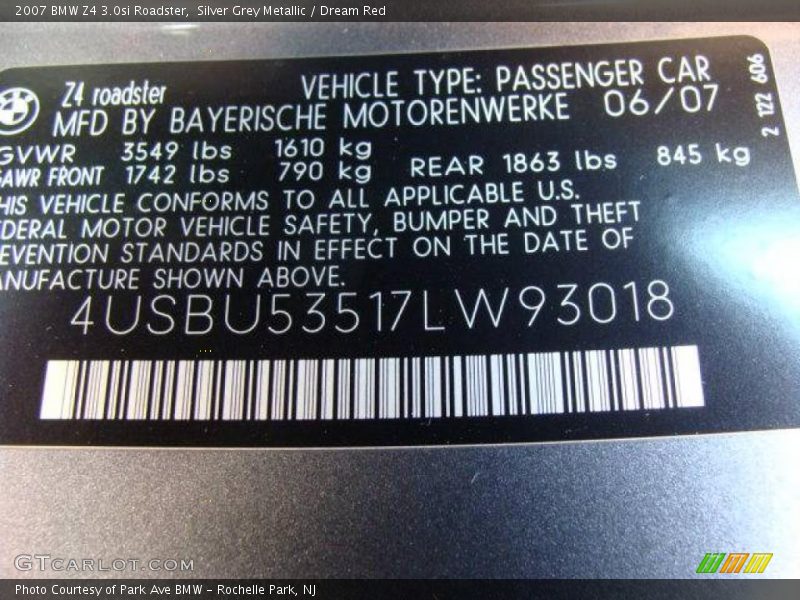 2007 BMW Z4 3.0si Roadster,  Silver Grey Metallic / Dream Red
Z4 roadster VEHICLE TYPE: PASSENGER CAR
MFD BY BAYERISCHE MOTORENWERKE 06/07
2 122 606
GVWR 3549 lbs 1610 kg
GAWR FRONT 1742 lbs 790 kg REAR 1863 lbs 845 kg
HIS VEHICLE CONFORMS TO ALL APPLICABLE U.S.
DERAL MOTOR VEHICLE SAFETY, BUMPER AND THEFT
EVENTION STANDARDS IN EFFECT ON THE DATE OF
ANUFACTURE SHOWN ABOVE.
4USBU53517LW93018
GTCarLot.com
Photo Courtesy of Park Ave BMW - Rochelle Park, NJ